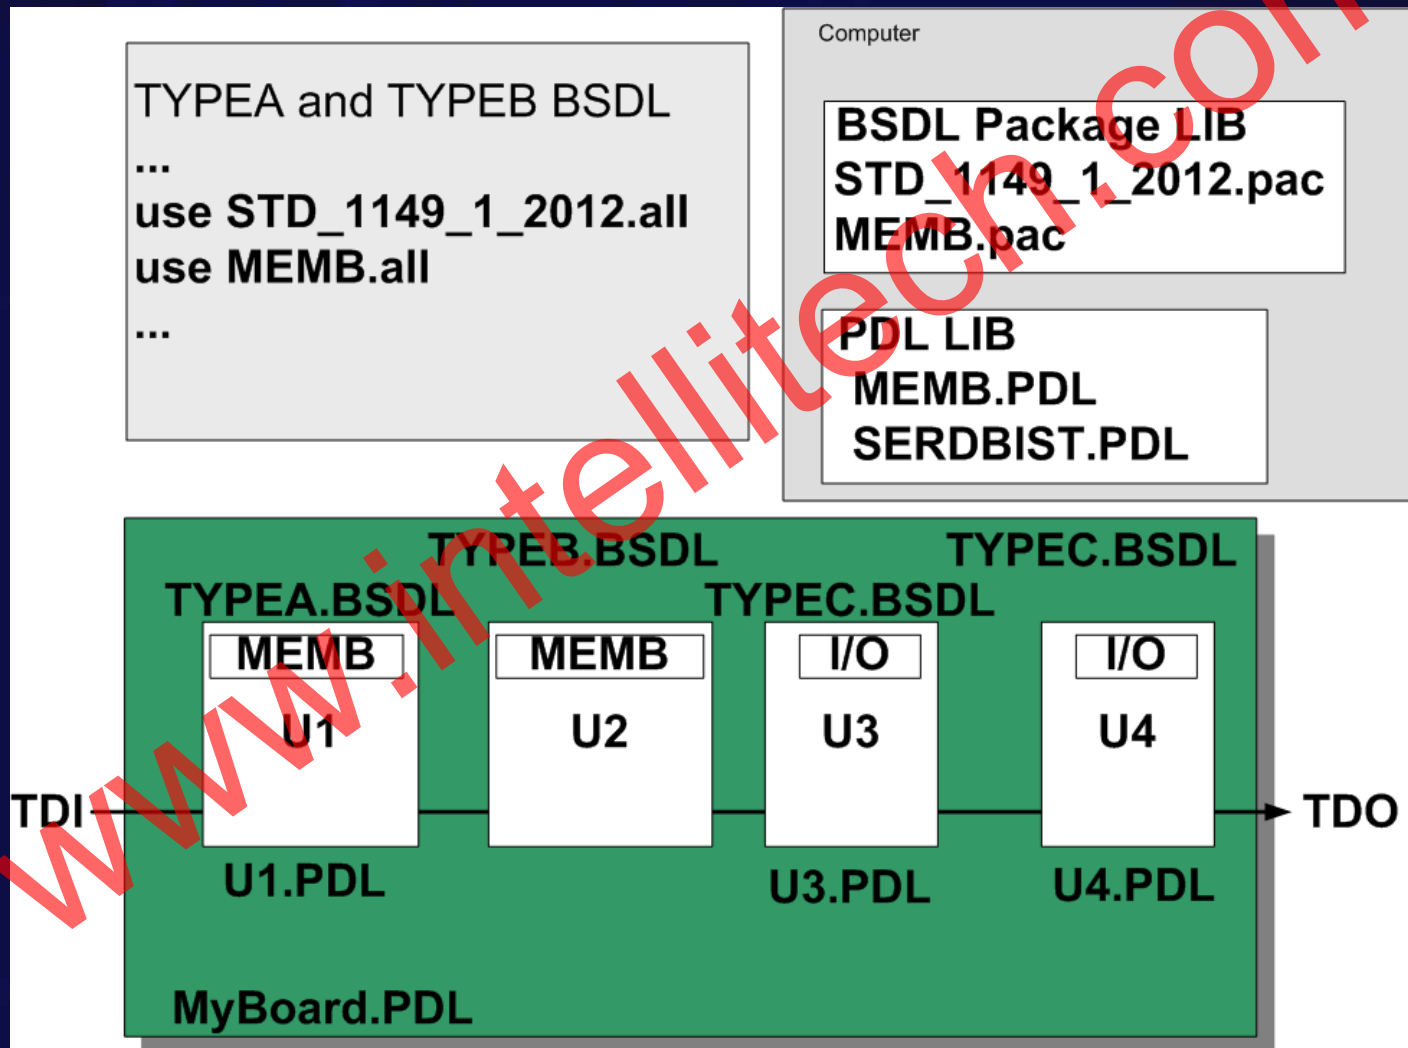 Computer
TYPEA and TYPEB BSDL
...
use STD_1149_1_2012.all
use MEMB.all
...
BSDL Package LIB
STD_1149_1_2012.pac
MEMB.pac
PDL LIB
MEMB.PDL
SERDBIST.PDL
TYPEB.BSDL
TYPEC.BSDL
TYPEA.BSDL
TYPEC.BSDL
MEMB
MEMB
I/O
I/O
U1
U2
U3
U4
TDI
TDO
U1.PDL
U3.PDL
U4.PDL
MyBoard.PDL
www.intellitech.com